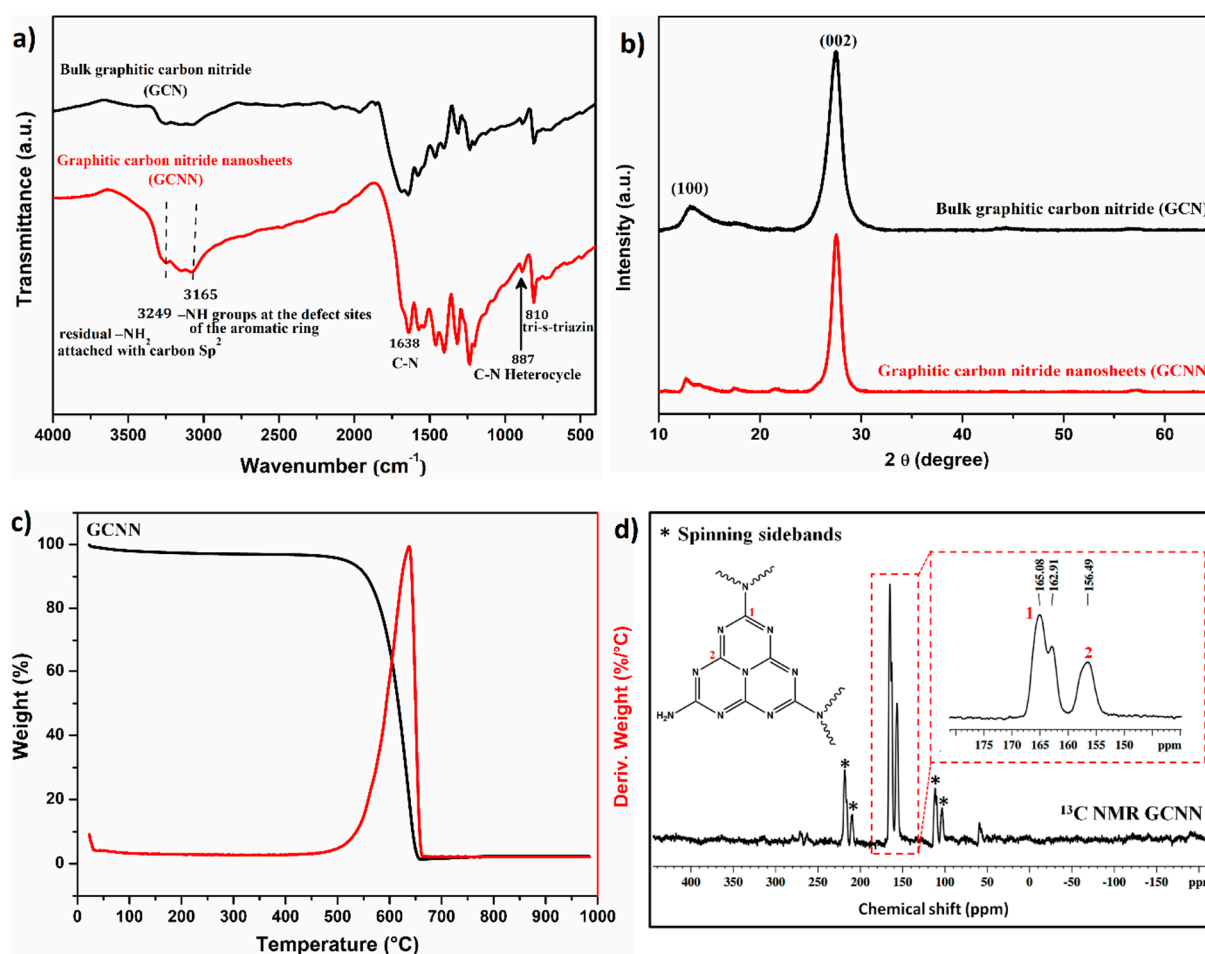 a)
Bulk graphitic carbon nitride
(GCN)
Graphitic carbon nitride nanosheets
(GCNN)
3249
3165
residual –NH2
attached with carbon Sp2
–NH groups at the defect sites
of the aromatic ring
1638
C-N
887
C-N Heterocycle
810
tri-s-triazin
Transmittance (a.u.)
4000 3500 3000 2500 2000 1500 1000 500
Wavenumber (cm-1)
b)
(002)
(100)
Bulk graphitic carbon nitride (GCN)
Graphitic carbon nitride nanosheets (GCNN)
Intensity (a.u.)
10 20 30 40 50 60
2 θ (degree)
c)
GCNN
100
80
60
40
20
0
Weight (%)
Deriv. Weight (%/°C)
0 100 200 300 400 500 600 700 800 900 1000
Temperature (°C)
d)
* Spinning sidebands
N
1
N N
2
N N N
N
H2N N N N
165.08
162.91
156.49
1
2
175 170 165 160 155 150 ppm
* * * *
13C NMR GCNN
400 350 300 250 200 150 100 50 0 -50 -100 -150 ppm
Chemical shift (ppm)